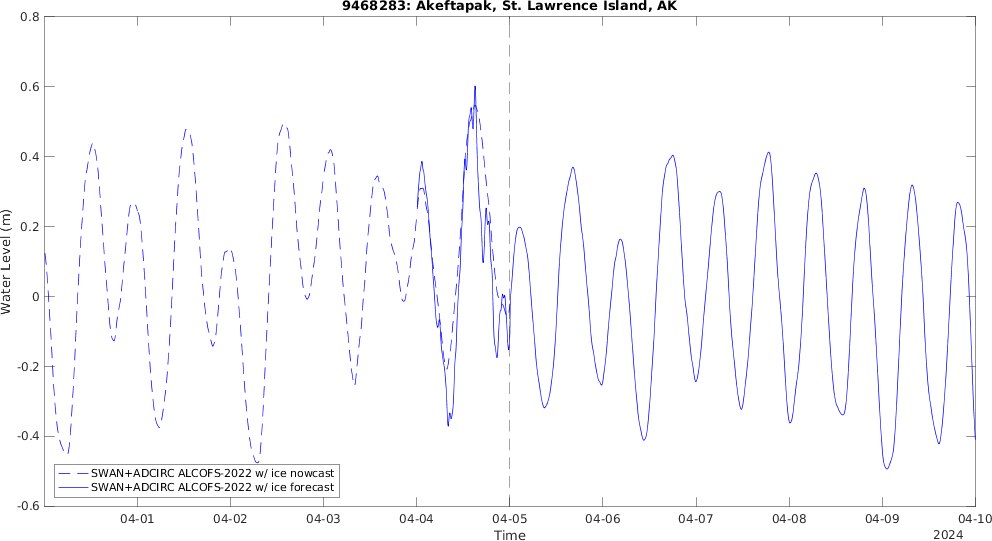 9468283: Akeftapak, St. Lawrence Island, AK
0.8
0.6
0.4
0.2
0
-0.2
-0.4
-0.6
Water Level (m)
SWAN+ADCIRC ALCOFS-2022 w/ ice nowcast
SWAN+ADCIRC ALCOFS-2022 w/ ice forecast
04-01 04-02 04-03 04-04 04-05 04-06 04-07 04-08 04-09 04-10
Time
2024